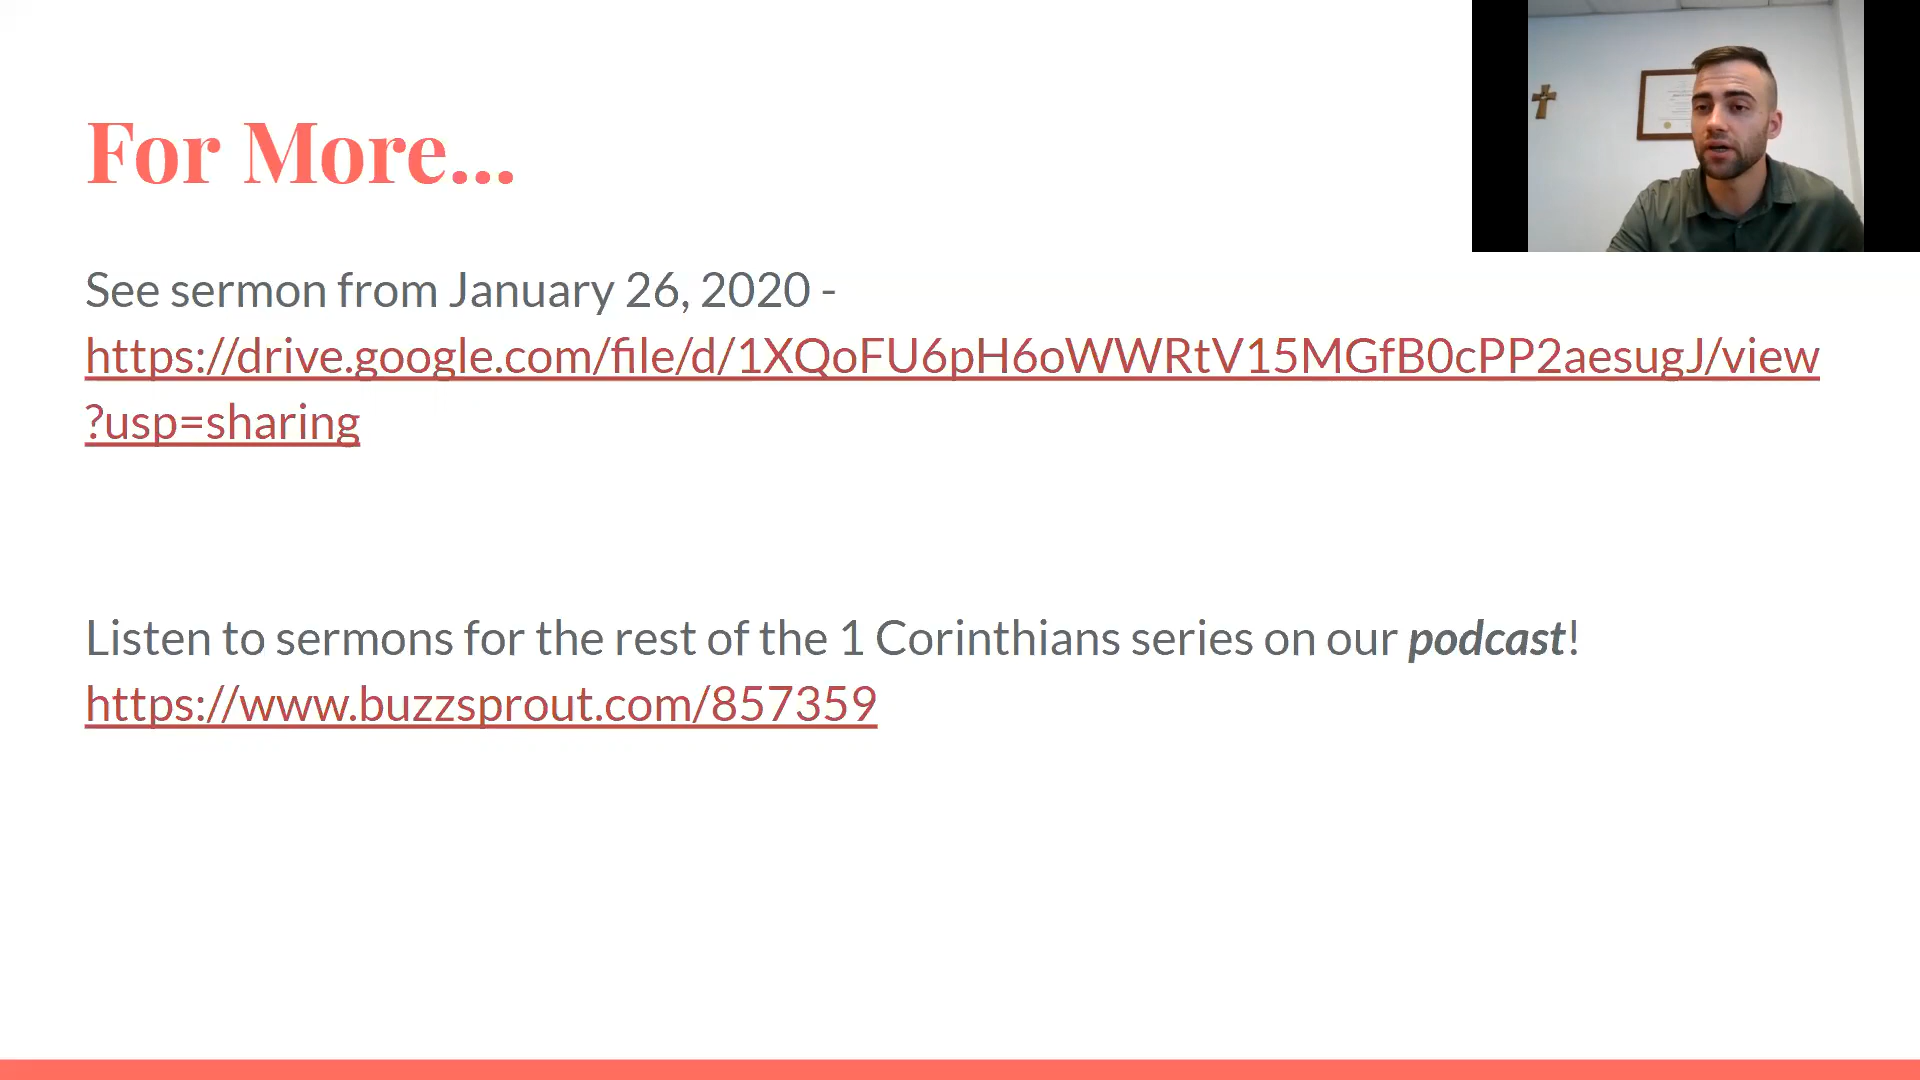 For More...
See sermon from January 26, 2020 -
https://drive.google.com/file/d/1XQoFU6pH6oWWRtV15MGfB0cPP2aesugJ/view
?usp=sharing
Listen to sermons for the rest of the 1 Corinthians series on our podcast!
https://www.buzzsprout.com/857359